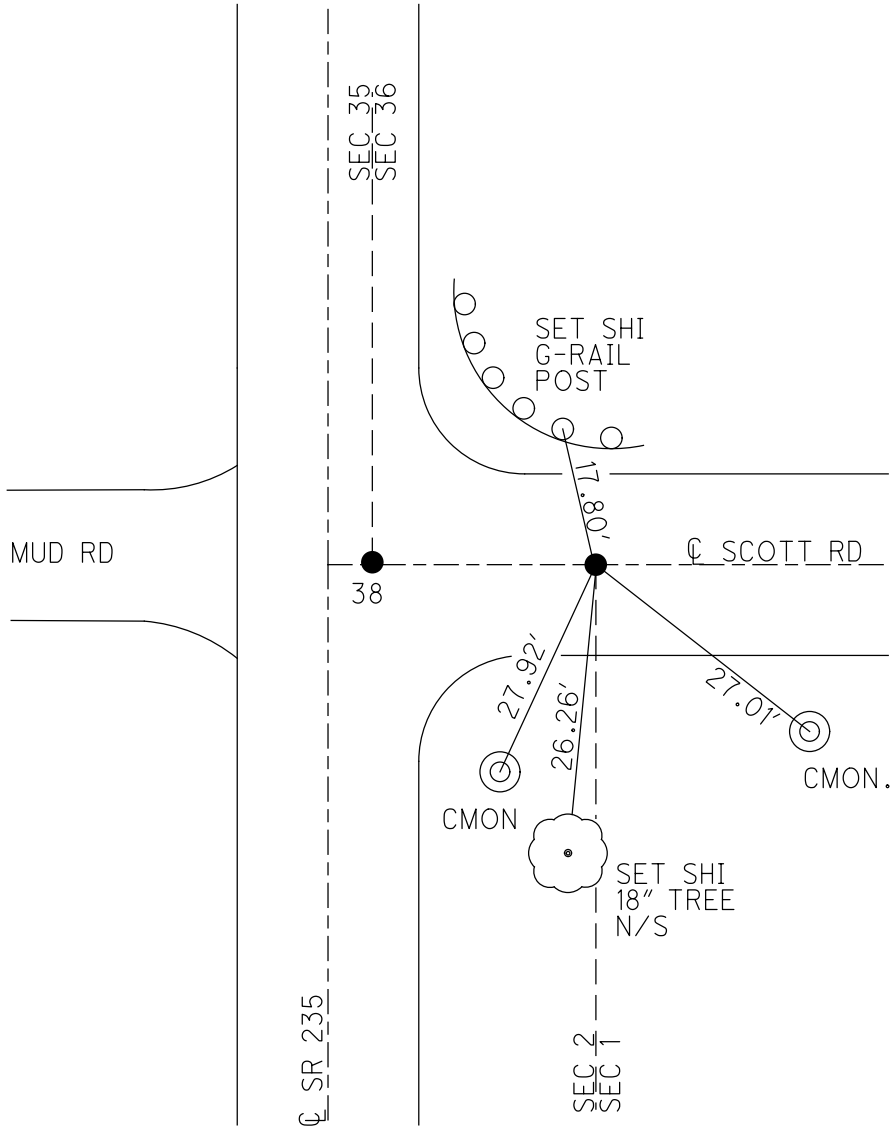 SEC 35
SEC 36
SET SHI
G-RAIL
POST
17.80'
MUD RD
℄ SCOTT RD
38
27.92'
26.26'
27.01'
CMON
CMON.
SET SHI
18" TREE
N/S
℄ SR 235
SEC 2
SEC 1